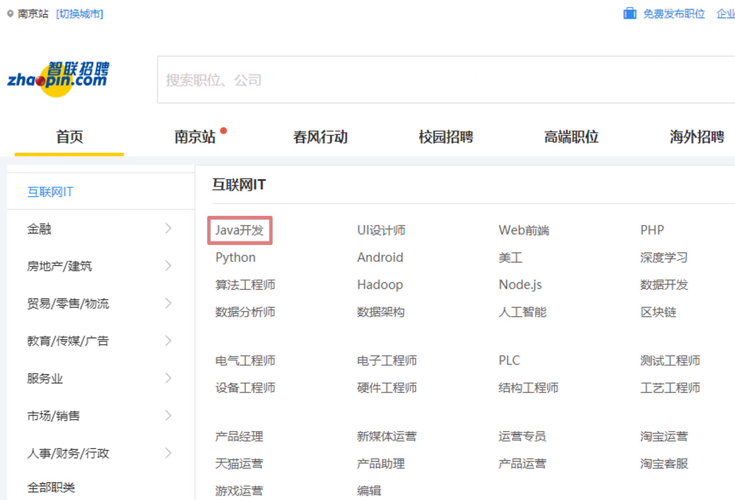 南京站 [切换城市] 免费发布职位 企业
智联招聘
zhaopin.com
搜索职位、公司
首页 南京站 春风行动 校园招聘 高端职位 海外招聘
互联网IT
互联网IT
金融
房地产/建筑
贸易/零售/物流
教育/传媒/广告
服务业
市场/销售
人事/财务/行政
全部职类
Java开发 UI设计师 Web前端 PHP
Python Android 美工 深度学习
算法工程师 Hadoop Node.js 数据开发
数据分析师 数据架构 人工智能 区块链
电气工程师 电子工程师 PLC 测试工程师
设备工程师 硬件工程师 结构工程师 工艺工程师
产品经理 新媒体运营 运营专员 淘宝运营
天猫运营 产品助理 产品运营 淘宝客服
游戏运营 编辑